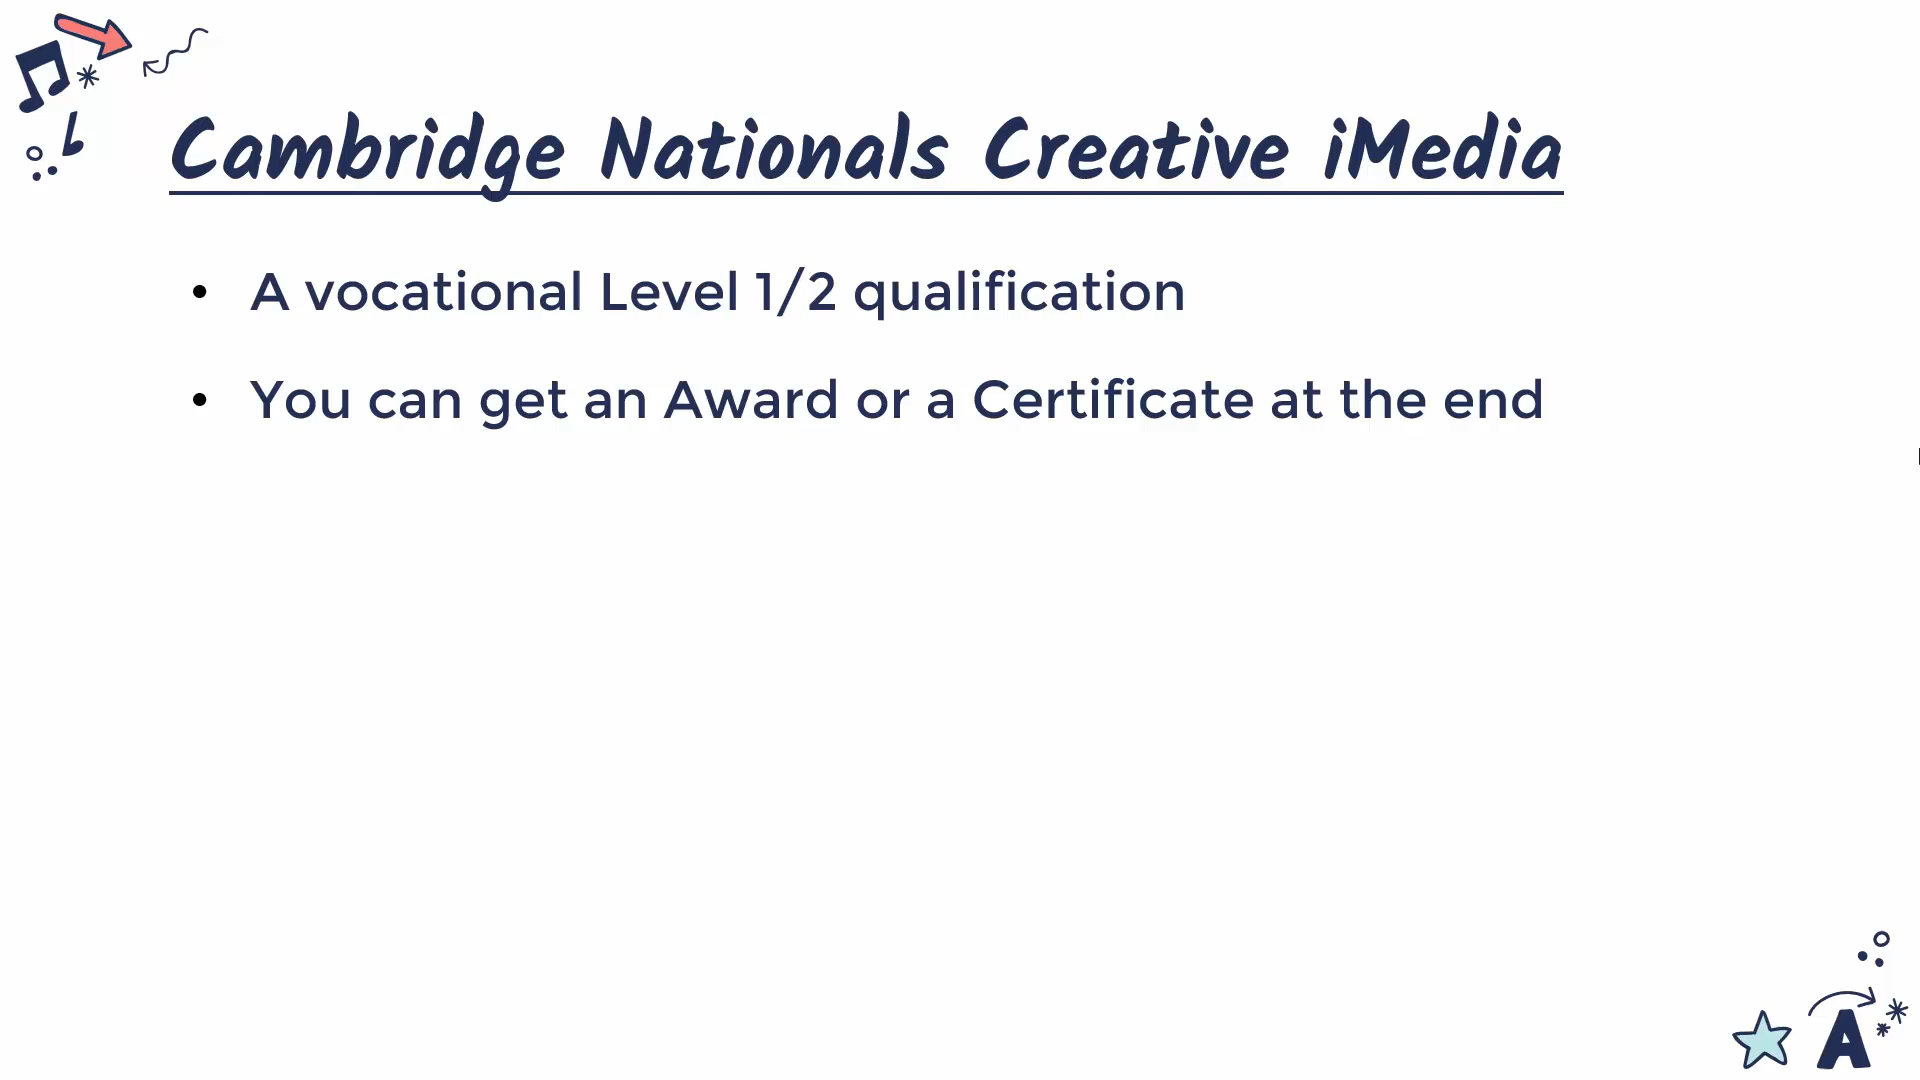 Cambridge Nationals Creative iMedia
• A vocational Level 1/2 qualification
• You can get an Award or a Certificate at the end
b
A